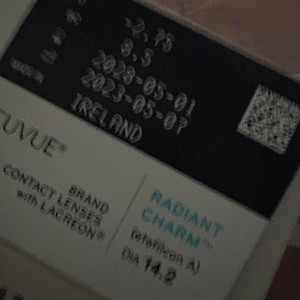 -2.75
8.5
2028-05-01
2023-05-07
MADE IN IRELAND
CUVUE®
BRAND
CONTACT LENSES
with LACREON®
RADIANT
CHARM™
(etafilcon A)
DIA 14.2